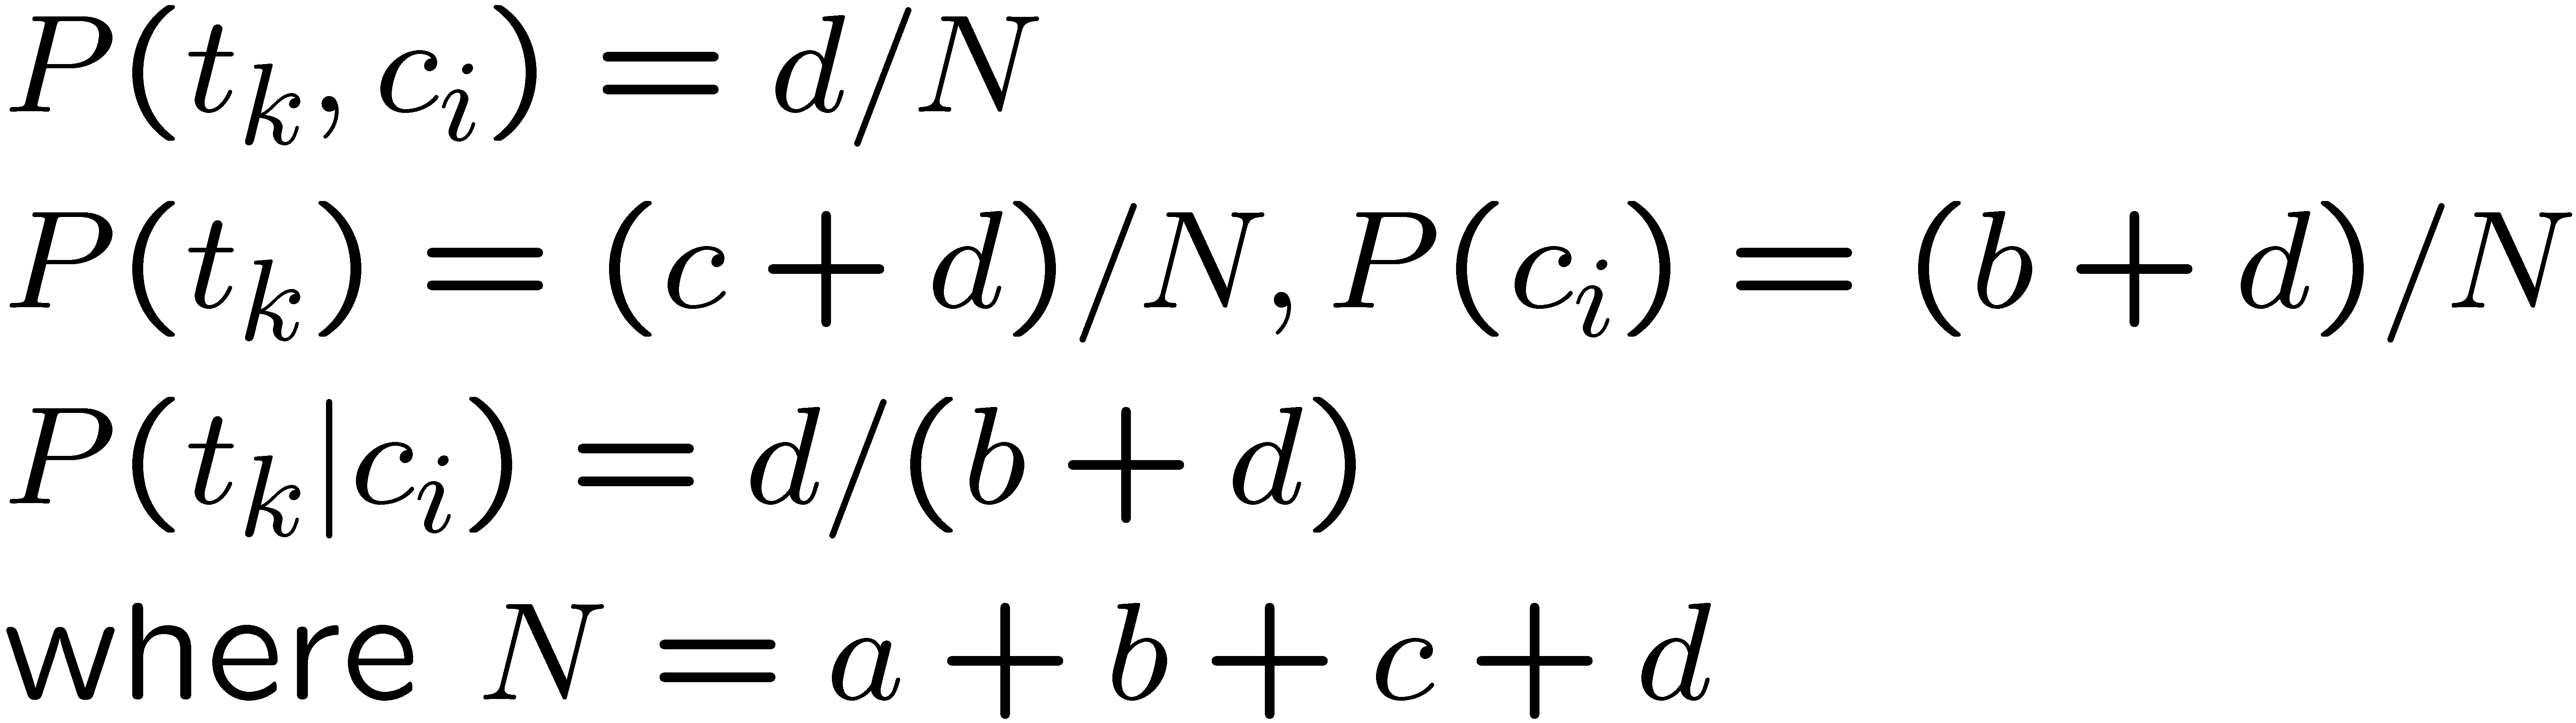 P(t_k, c_i) = d/N
P(t_k) = (c + d)/N, P(c_i) = (b + d)/N
P(t_k|c_i) = d/(b + d)
where N = a + b + c + d